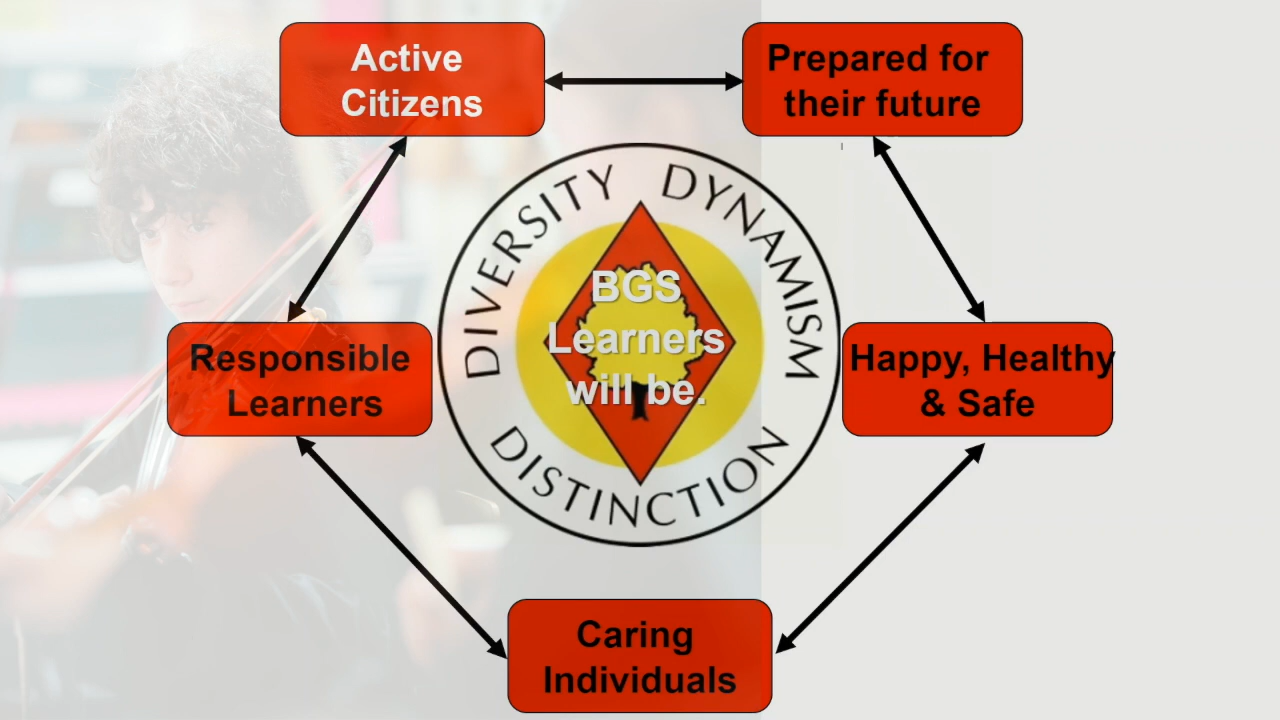 Active
Citizens
Prepared for
their future
DIVERSITY DYNAMISM
BGS
Learners
will be.
Responsible
Learners
Happy, Healthy
& Safe
DISTINCTION
Caring
Individuals